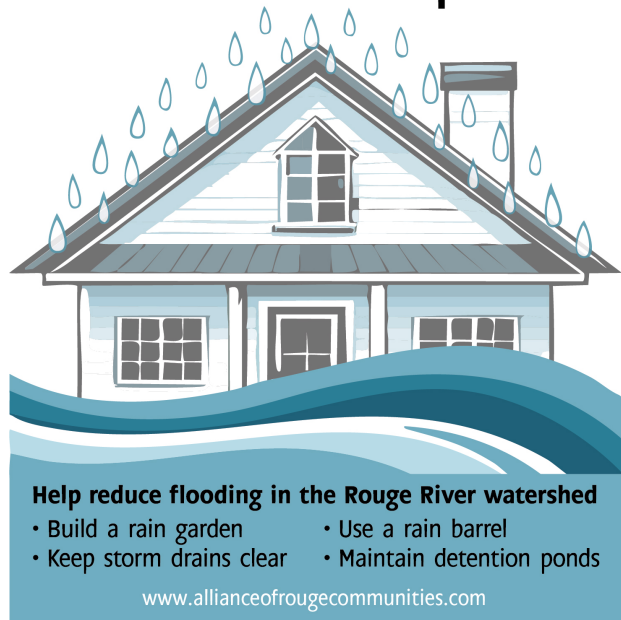 Help reduce flooding in the Rouge River watershed
• Build a rain garden
• Use a rain barrel
• Keep storm drains clear
• Maintain detention ponds
www.allianceofrougecommunities.com